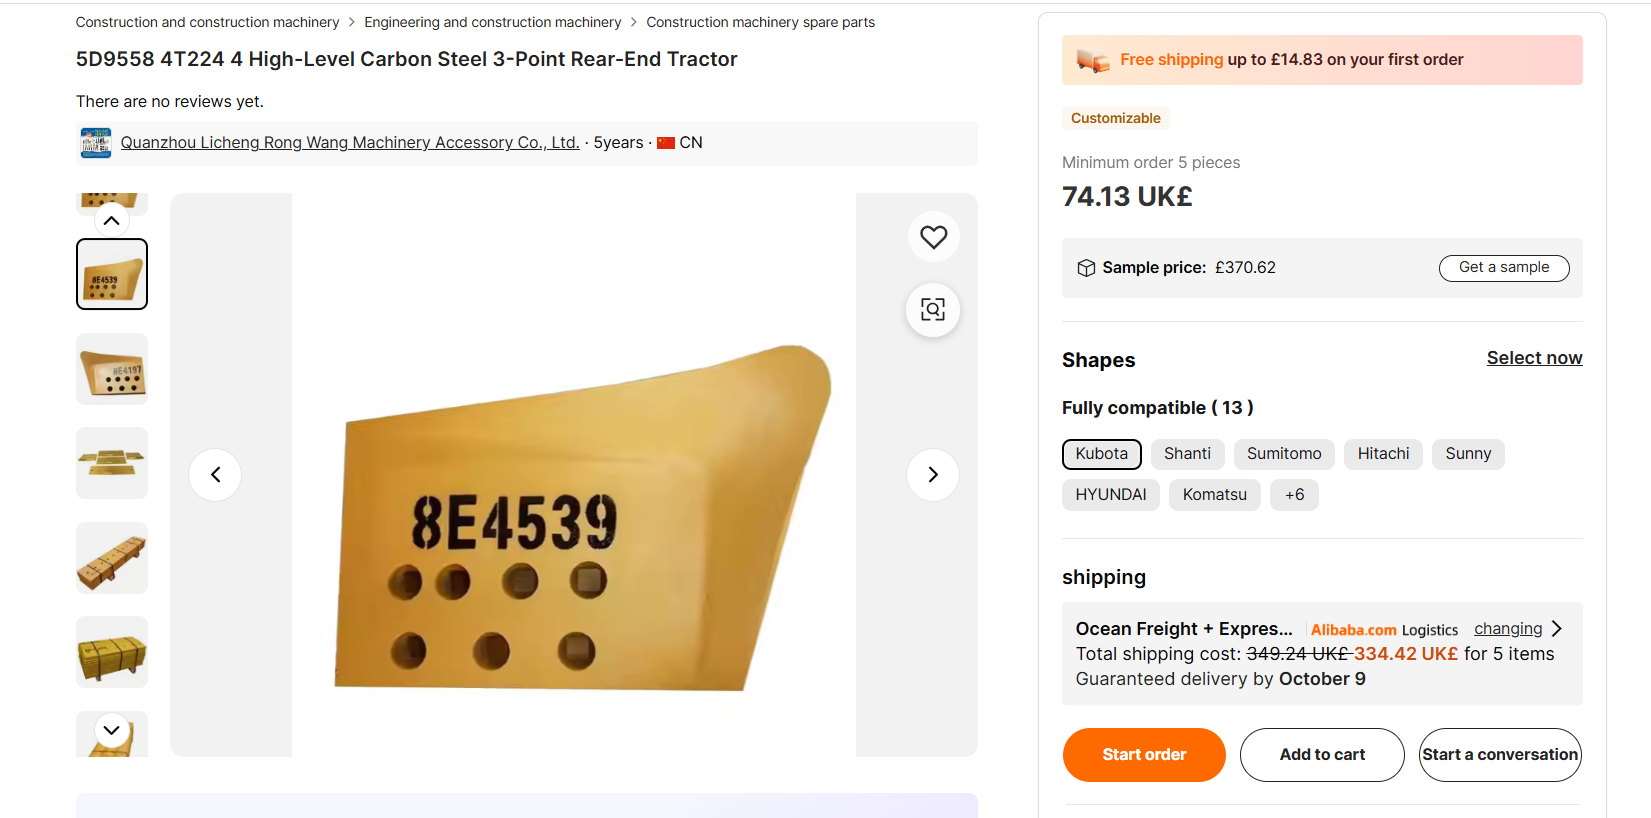 Construction and construction machinery > Engineering and construction machinery > Construction machinery spare parts
5D9558 4T224 4 High-Level Carbon Steel 3-Point Rear-End Tractor
There are no reviews yet.
Quanzhou Licheng Rong Wang Machinery Accessory Co., Ltd. · 5years · CN
8E4539
8E4197
8E4539
Free shipping up to £14.83 on your first order
Customizable
Minimum order 5 pieces
74.13 UK£
Sample price: £370.62
Get a sample
Shapes
Select now
Fully compatible ( 13 )
Kubota Shanti Sumitomo Hitachi Sunny
HYUNDAI Komatsu +6
shipping
Ocean Freight + Expres... Alibaba.com Logistics changing
Total shipping cost: 349.24 UK£ 334.42 UK£ for 5 items
Guaranteed delivery by October 9
Start order
Add to cart
Start a conversation